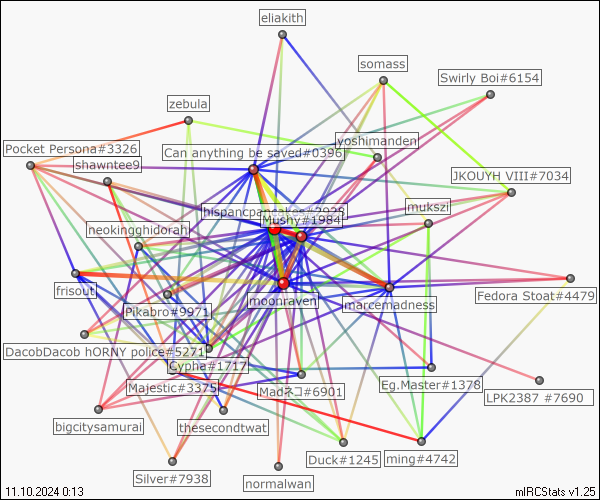 eliakith
somass
Swirly Boi#6154
zebula
yoshimanden
Pocket Persona#3326
Can anything be saved#0396
shawntee9
JKOUYH VIII#7034
mukszi
Mushy#1984
neokingghidorah
frisout
moonraven
marcemadness
Fedora Stoat#4479
Pikabro#9971
DacobDacob hORNY police#5271
Cypha#1717
Majestic#3375
Madネコ#6901
Eg.Master#1378
LPK2387 #7690
bigcitysamurai
thesecondtwat
Duck#1245
ming#4742
Silver#7938
normalwan
11.10.2024 0:13
mIRCStats v1.25